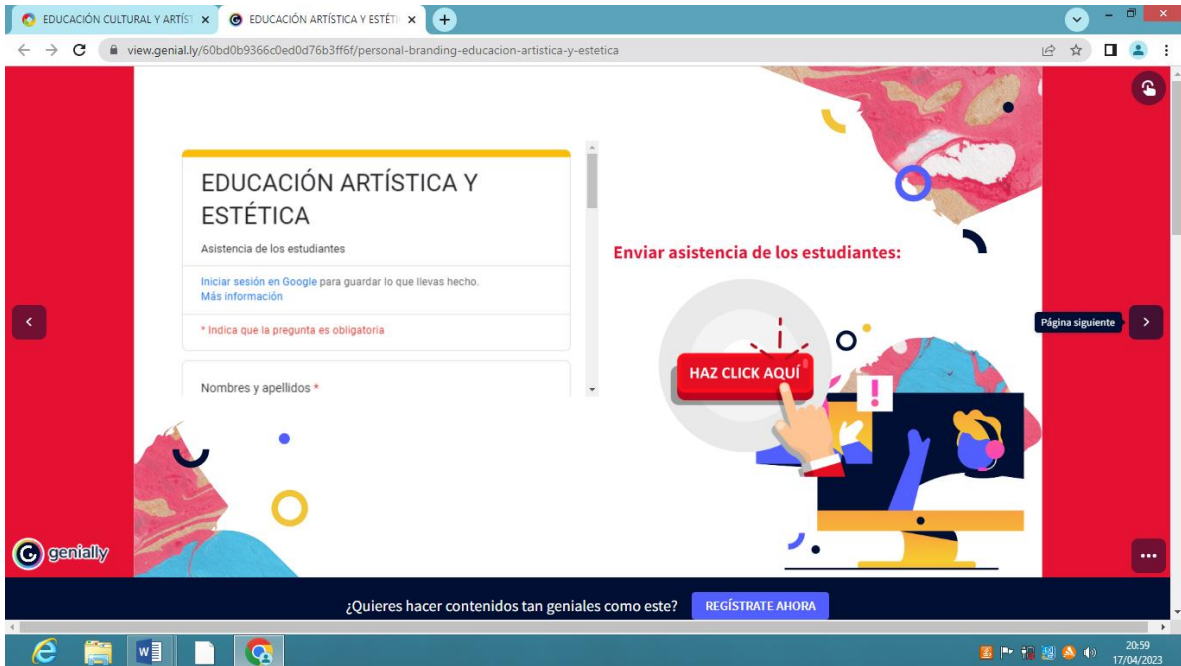 EDUCACIÓN CULTURAL Y ARTÍST
EDUCACIÓN ARTÍSTICA Y ESTÉTI
view.genial.ly/60bd0b9366c0ed0d76b3ff6f/personal-branding-educacion-artistica-y-estetica
EDUCACIÓN ARTÍSTICA Y
ESTÉTICA
Asistencia de los estudiantes
Iniciar sesión en Google para guardar lo que llevas hecho.
Más información
* Indica que la pregunta es obligatoria
Nombres y apellidos *
Enviar asistencia de los estudiantes:
HAZ CLICK AQUÍ
!
Página siguiente
genially
¿Quieres hacer contenidos tan geniales como este?
REGÍSTRATE AHORA
20:59
17/04/2023